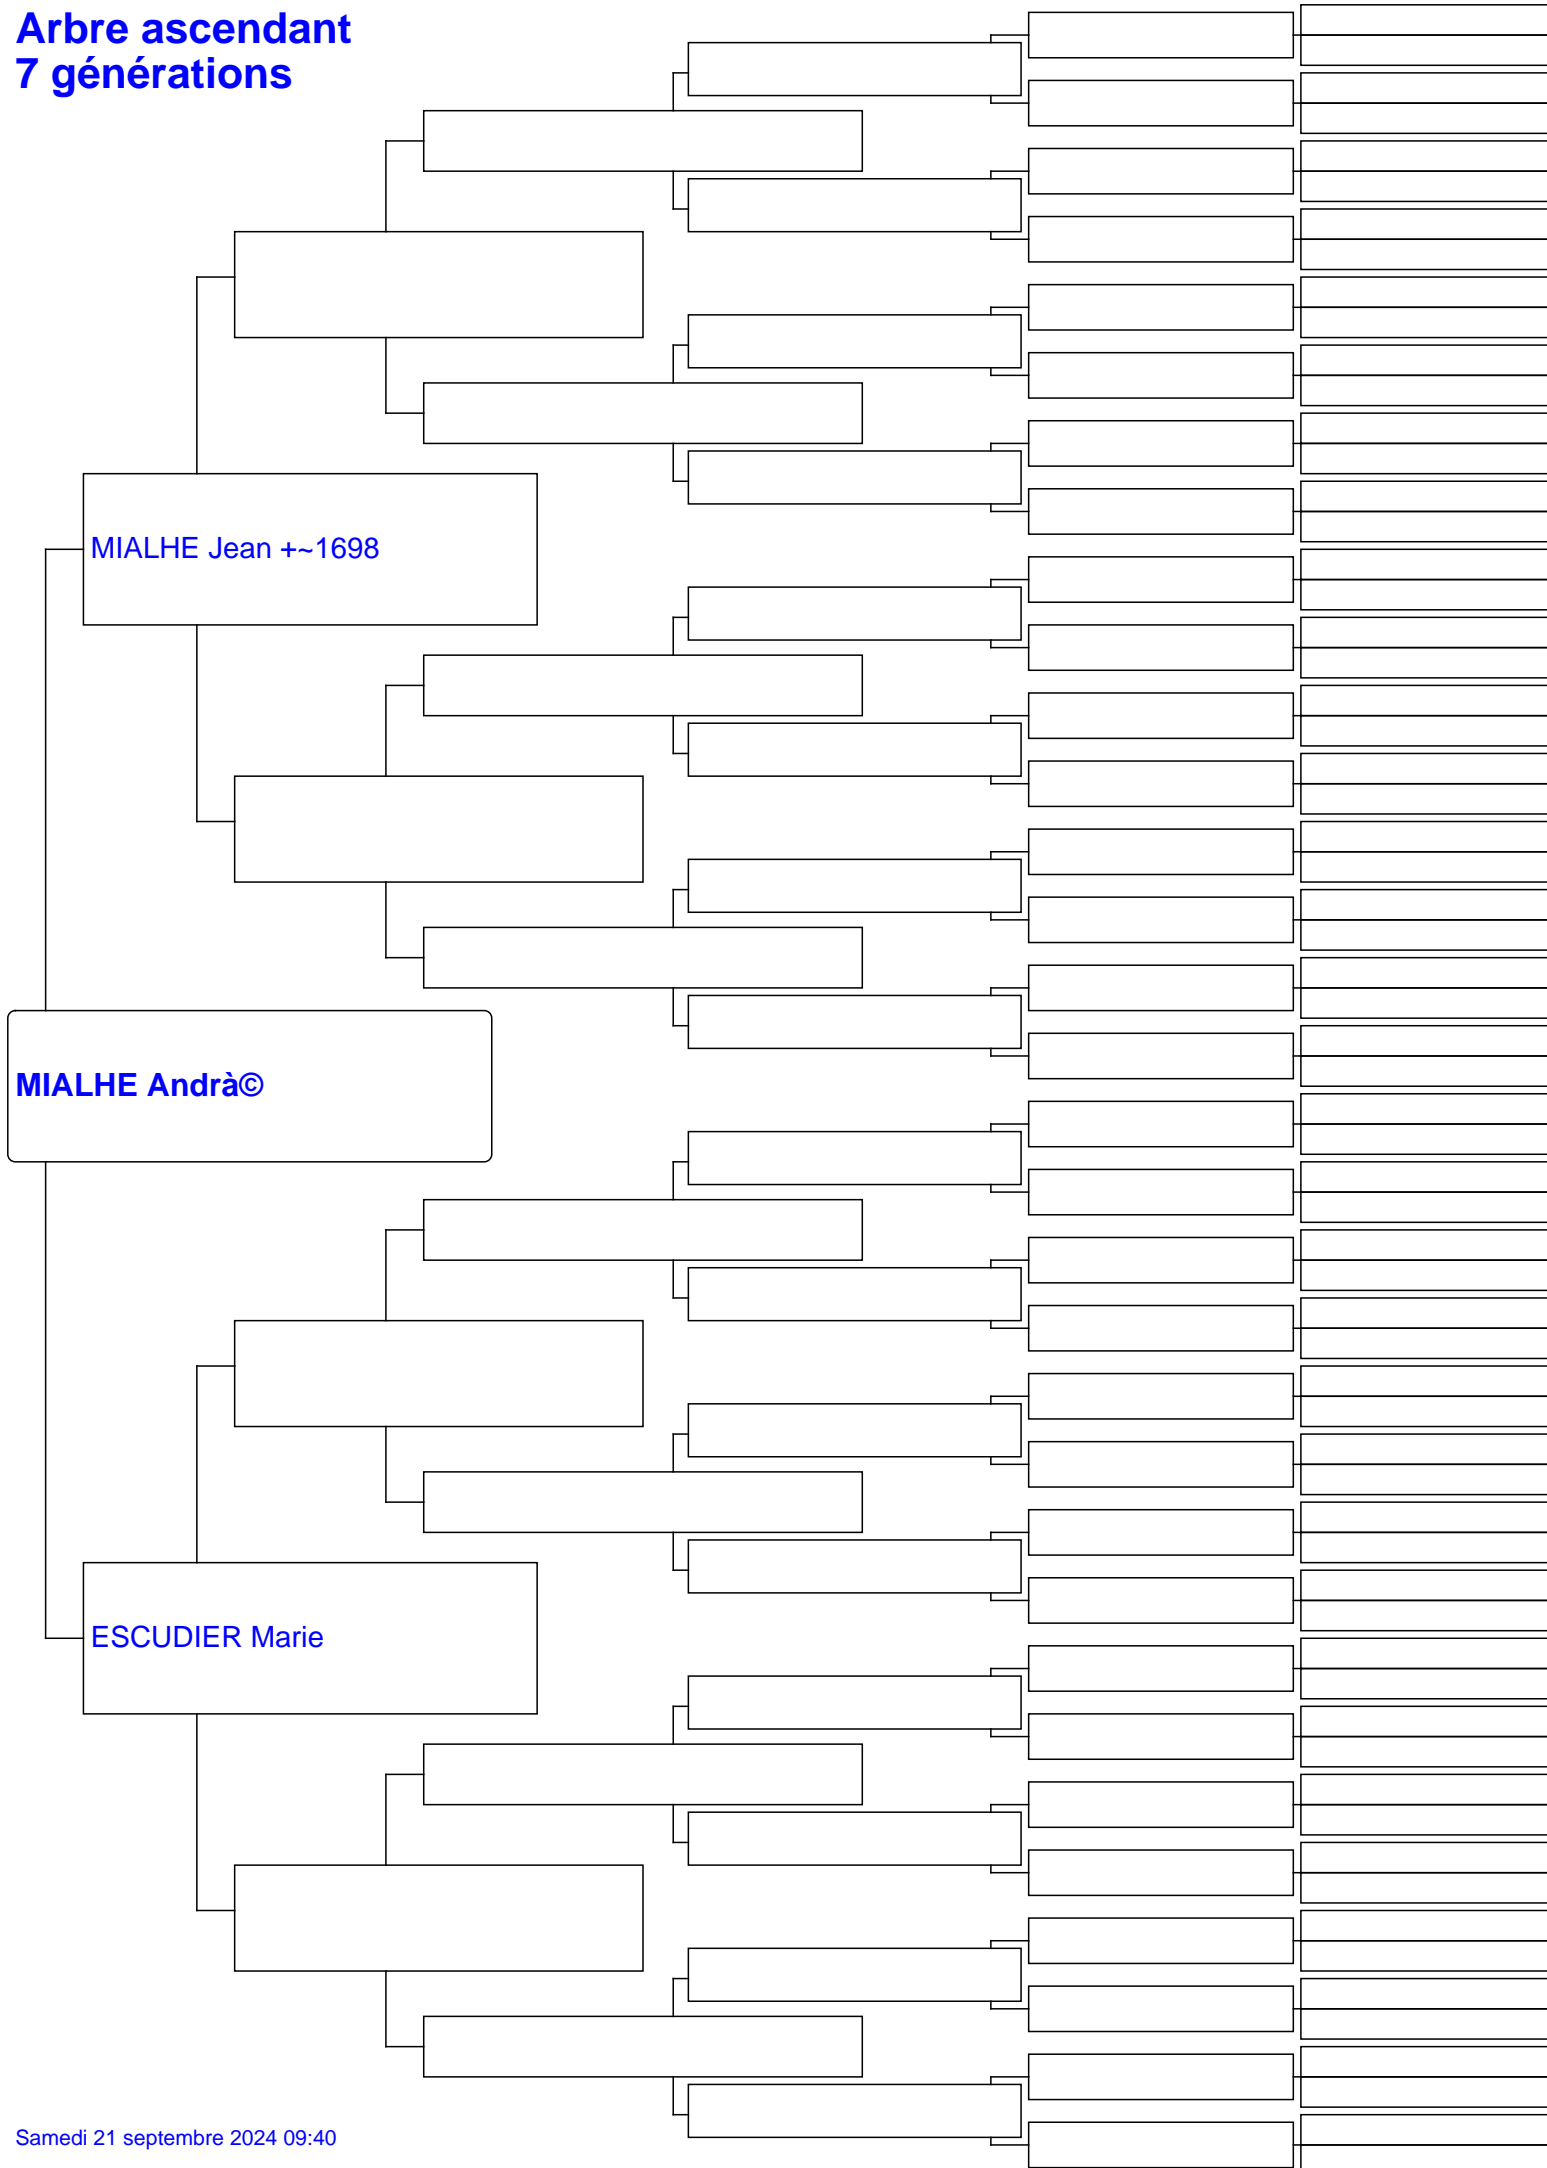 Arbre ascendant
7 générations
MIALHE Jean +~1698
MIALHE Andrà©
ESCUDIER Marie
Samedi 21 septembre 2024 09:40